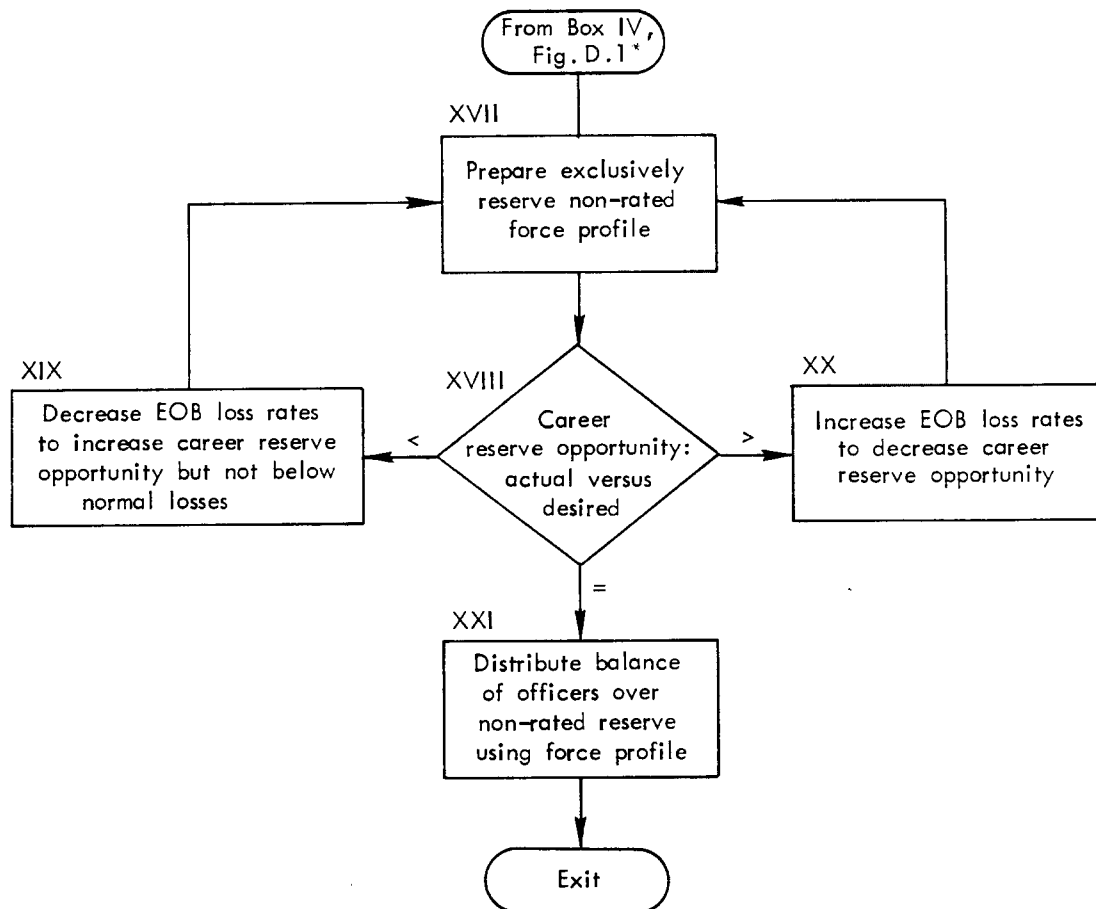 From Box IV,
Fig. D.1*
XVII
Prepare exclusively
reserve non-rated
force profile
XIX
Decrease EOB loss rates
to increase career reserve
opportunity but not below
normal losses
<
XVIII
Career
reserve opportunity:
actual versus
desired
>
XX
Increase EOB loss rates
to decrease career
reserve opportunity
=
XXI
Distribute balance
of officers over
non-rated reserve
using force profile
Exit